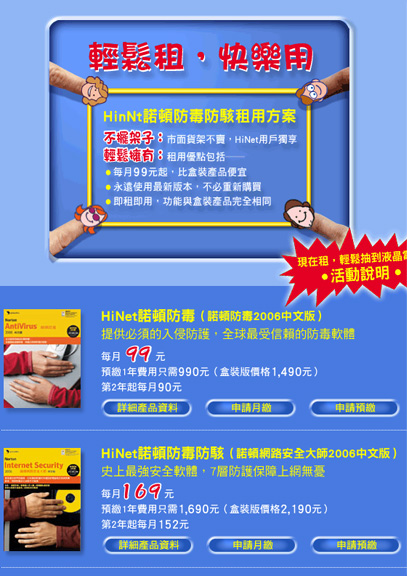 輕鬆租，快樂用
HinNt諾頓防毒防駭租用方案
不擺架子：市面貨架不賣，HiNet用戶獨享
輕鬆擁有：租用優點包括——
●每月99元起，比盒裝產品便宜
●永遠使用最新版本，不必重新購買
●即租即用，功能與盒裝產品完全相同
現在租，輕鬆抽到液晶電
●活動說明●
HiNet諾頓防毒（諾頓防毒2006中文版）
提供必須的入侵防護，全球最受信賴的防毒軟體
每月 99 元
預繳1年費用只需990元（盒裝版價格1,490元）
第2年起每月90元
詳細產品資料 申請月繳 申請預繳
Norton
AntiVirus
HiNet諾頓防毒防駭（諾頓網路安全大師2006中文版）
史上最強安全軟體，7層防護保障上網無憂
每月169元
預繳1年費用只需1,690元（盒裝版價格2,190元）
第2年起每月152元
詳細產品資料 申請月繳 申請預繳
Norton
Internet Security